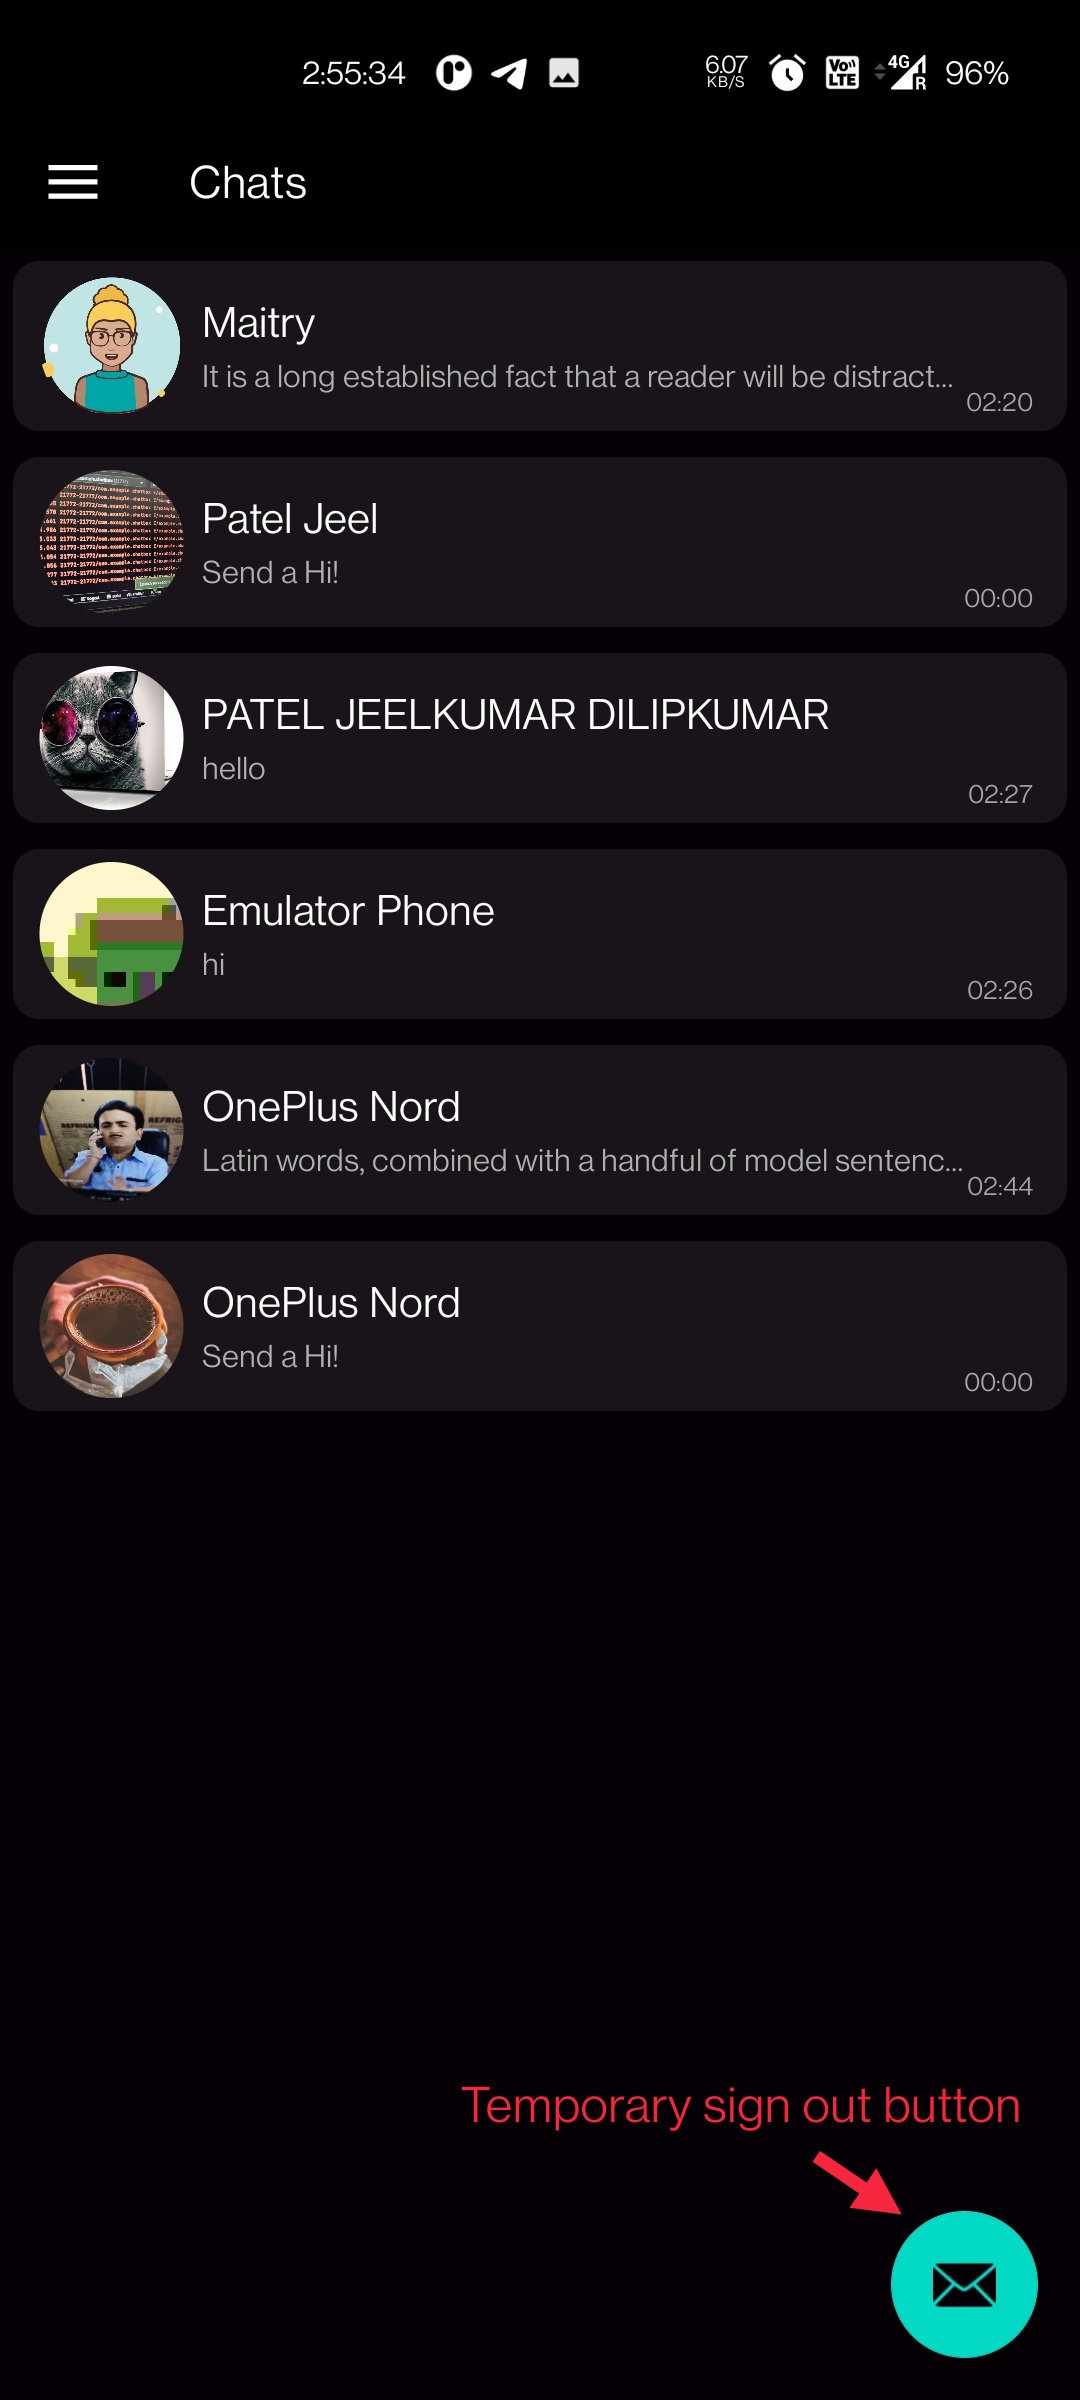 2:55:34 6.07 KB/S Vo)) LTE 4G R 96%
Chats
Maitry
It is a long established fact that a reader will be distract...
02:20
Patel Jeel
Send a Hi!
00:00
PATEL JEELKUMAR DILIPKUMAR
hello
02:27
Emulator Phone
hi
02:26
OnePlus Nord
Latin words, combined with a handful of model sentenc...
02:44
OnePlus Nord
Send a Hi!
00:00
Temporary sign out button